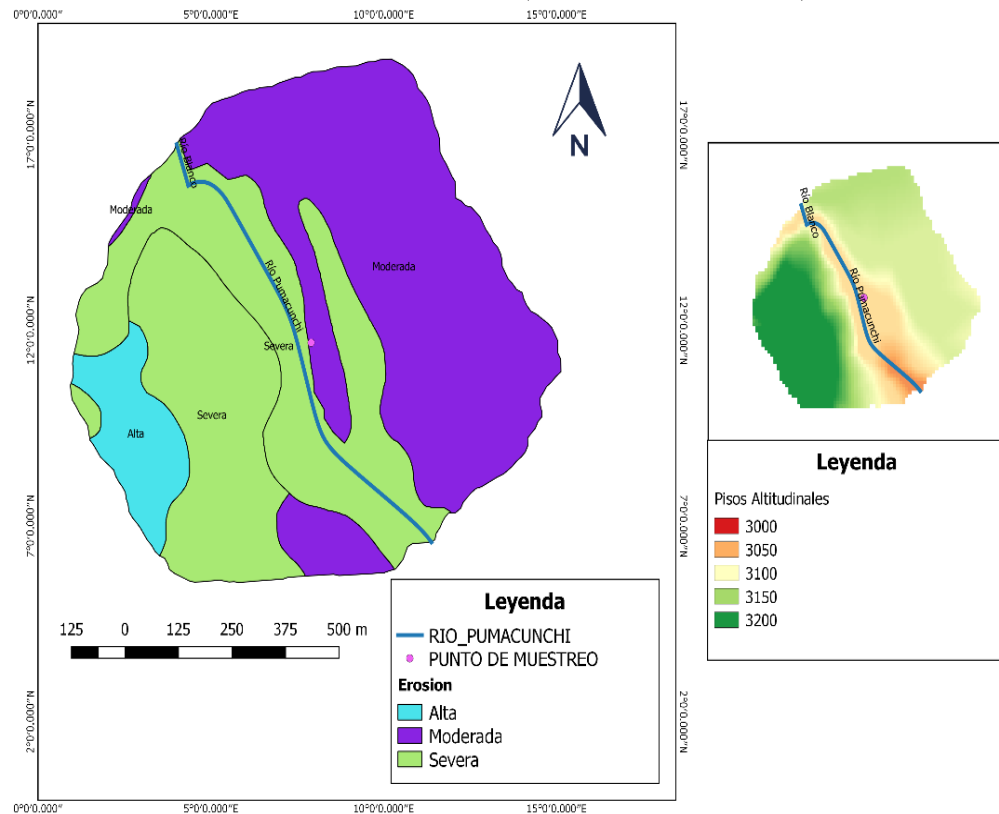 0°0'0.000" 5°0'0.000"N 10°0'0.000"N 15°0'0.000"N
17°0'0.000"N
12°0'0.000"N
7°0'0.000"N
2°0'0.000"N
17°0'0.000"N
12°0'0.000"N
7°0'0.000"N
2°0'0.000"N
N
Río Blanco
Moderada
Moderada
Río Pumacunchi
Severa
Severa
Alta
125 0 125 250 375 500 m
Leyenda
RIO_PUMACUNCHI
PUNTO DE MUESTREO
Erosion
Alta
Moderada
Severa
0°0'0.000" 5°0'0.000"N 10°0'0.000"N 15°0'0.000"N
Río Blanco
Río Pumacunchi
Leyenda
Pisos Altitudinales
3000
3050
3100
3150
3200